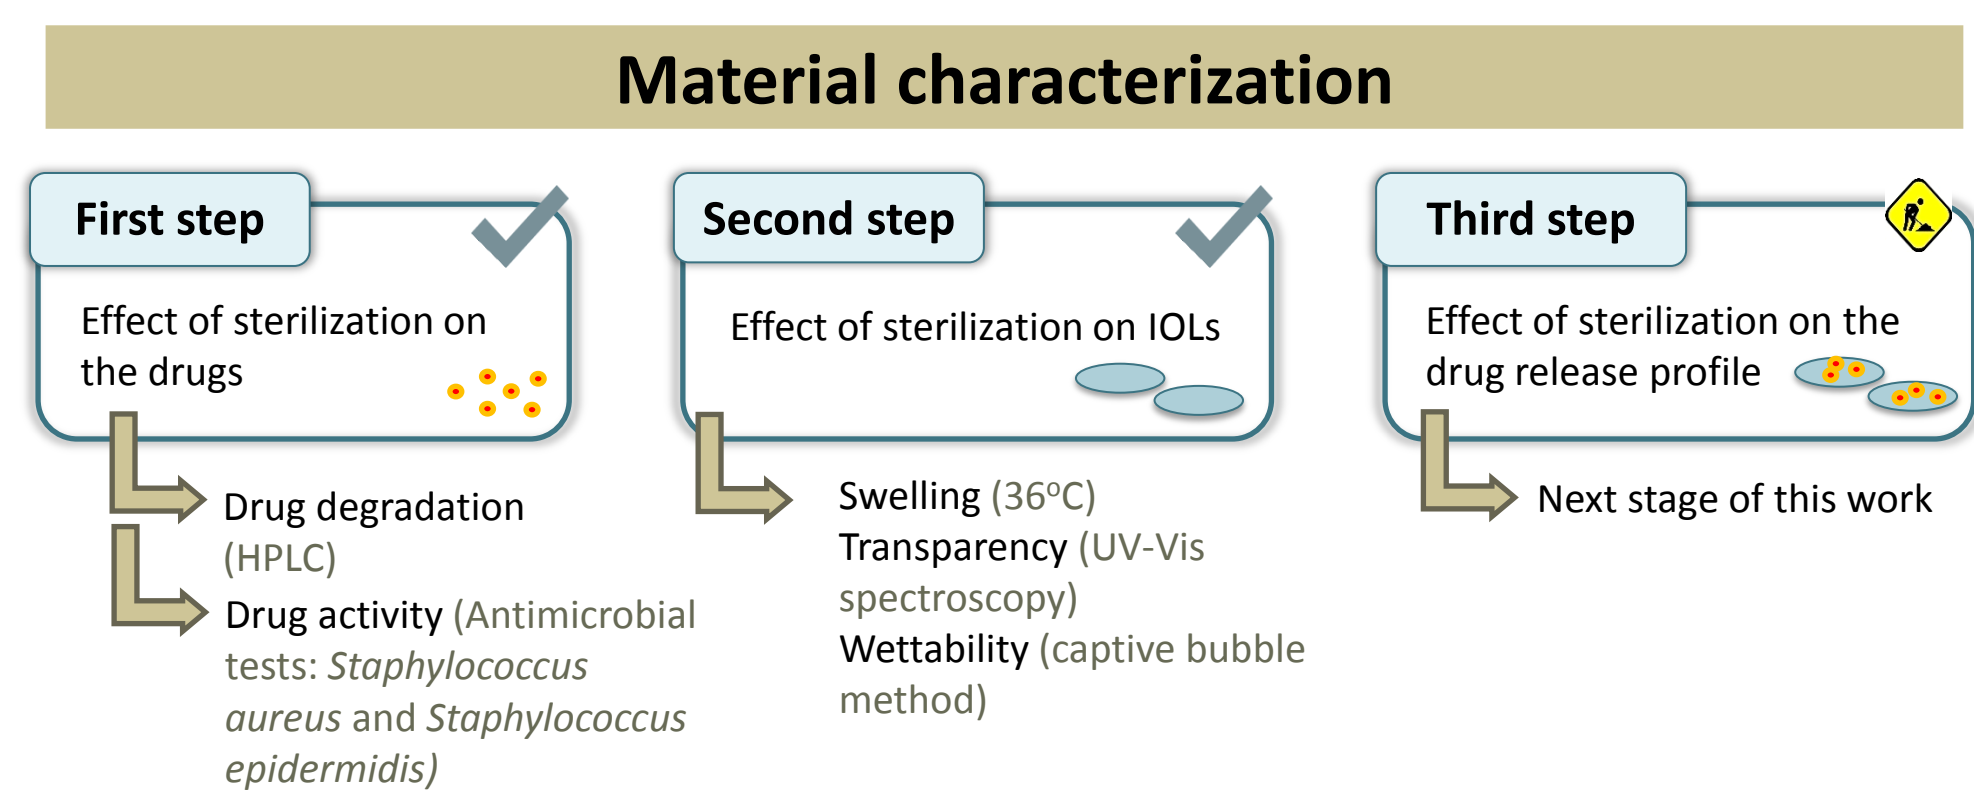 Material characterization
First step
Effect of sterilization on
the drugs
Drug degradation
(HPLC)
Drug activity (Antimicrobial
tests: Staphylococcus
aureus and Staphylococcus
epidermidis)
Second step
Effect of sterilization on IOLs
Swelling (36ºC)
Transparency (UV-Vis
spectroscopy)
Wettability (captive bubble
method)
Third step
Effect of sterilization on the
drug release profile
Next stage of this work